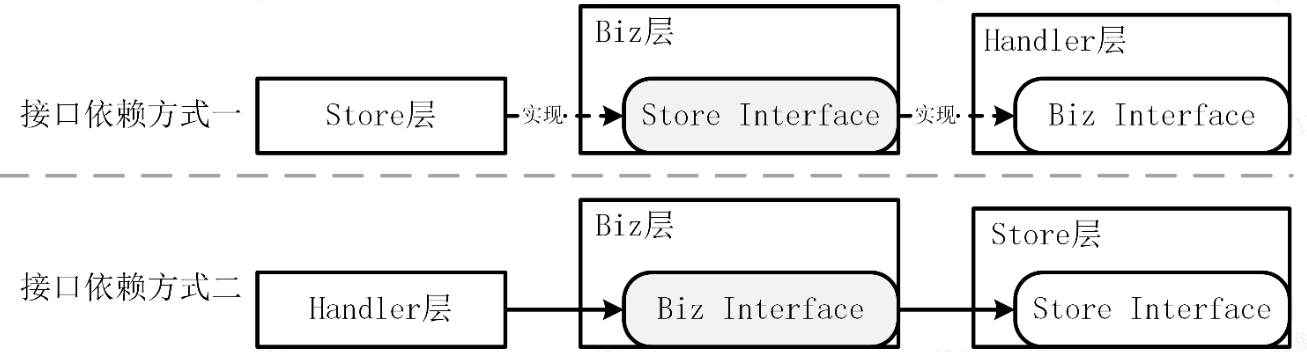 接口依赖方式一
Store层
实现
Biz层
Store Interface
实现
Handler层
Biz Interface
接口依赖方式二
Handler层
Biz层
Biz Interface
Store层
Store Interface